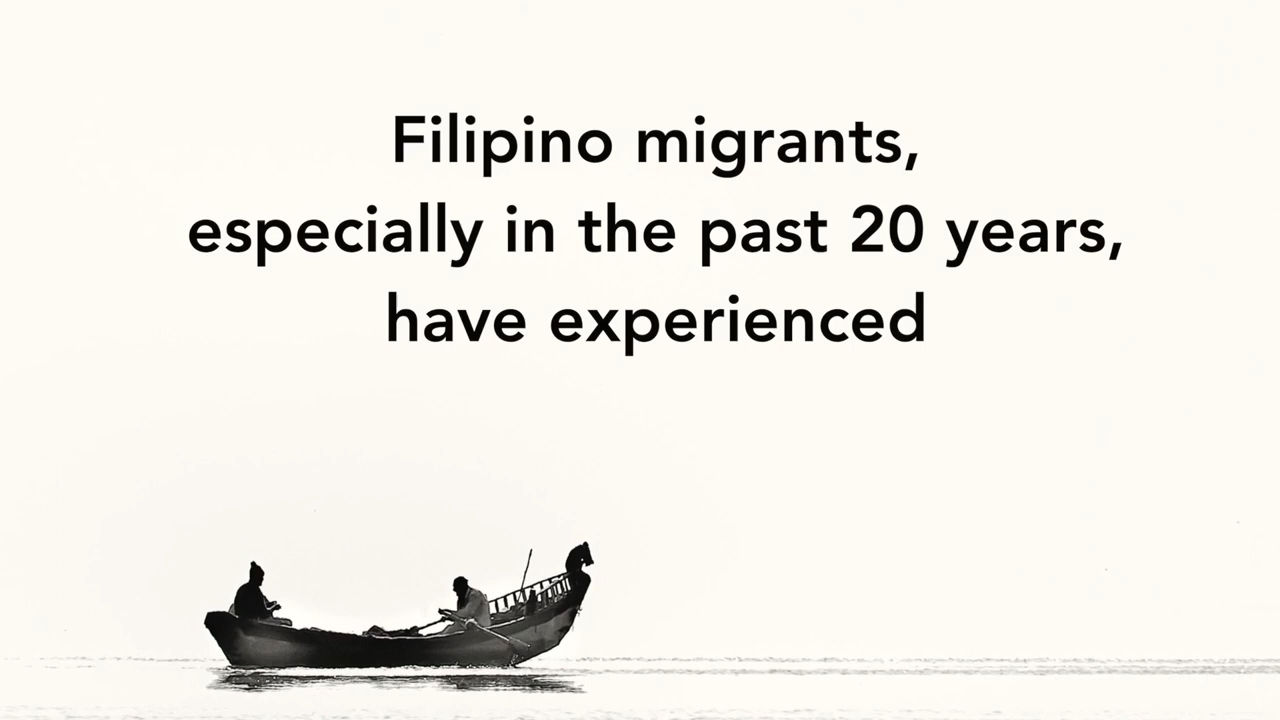 Filipino migrants,
especially in the past 20 years,
have experienced